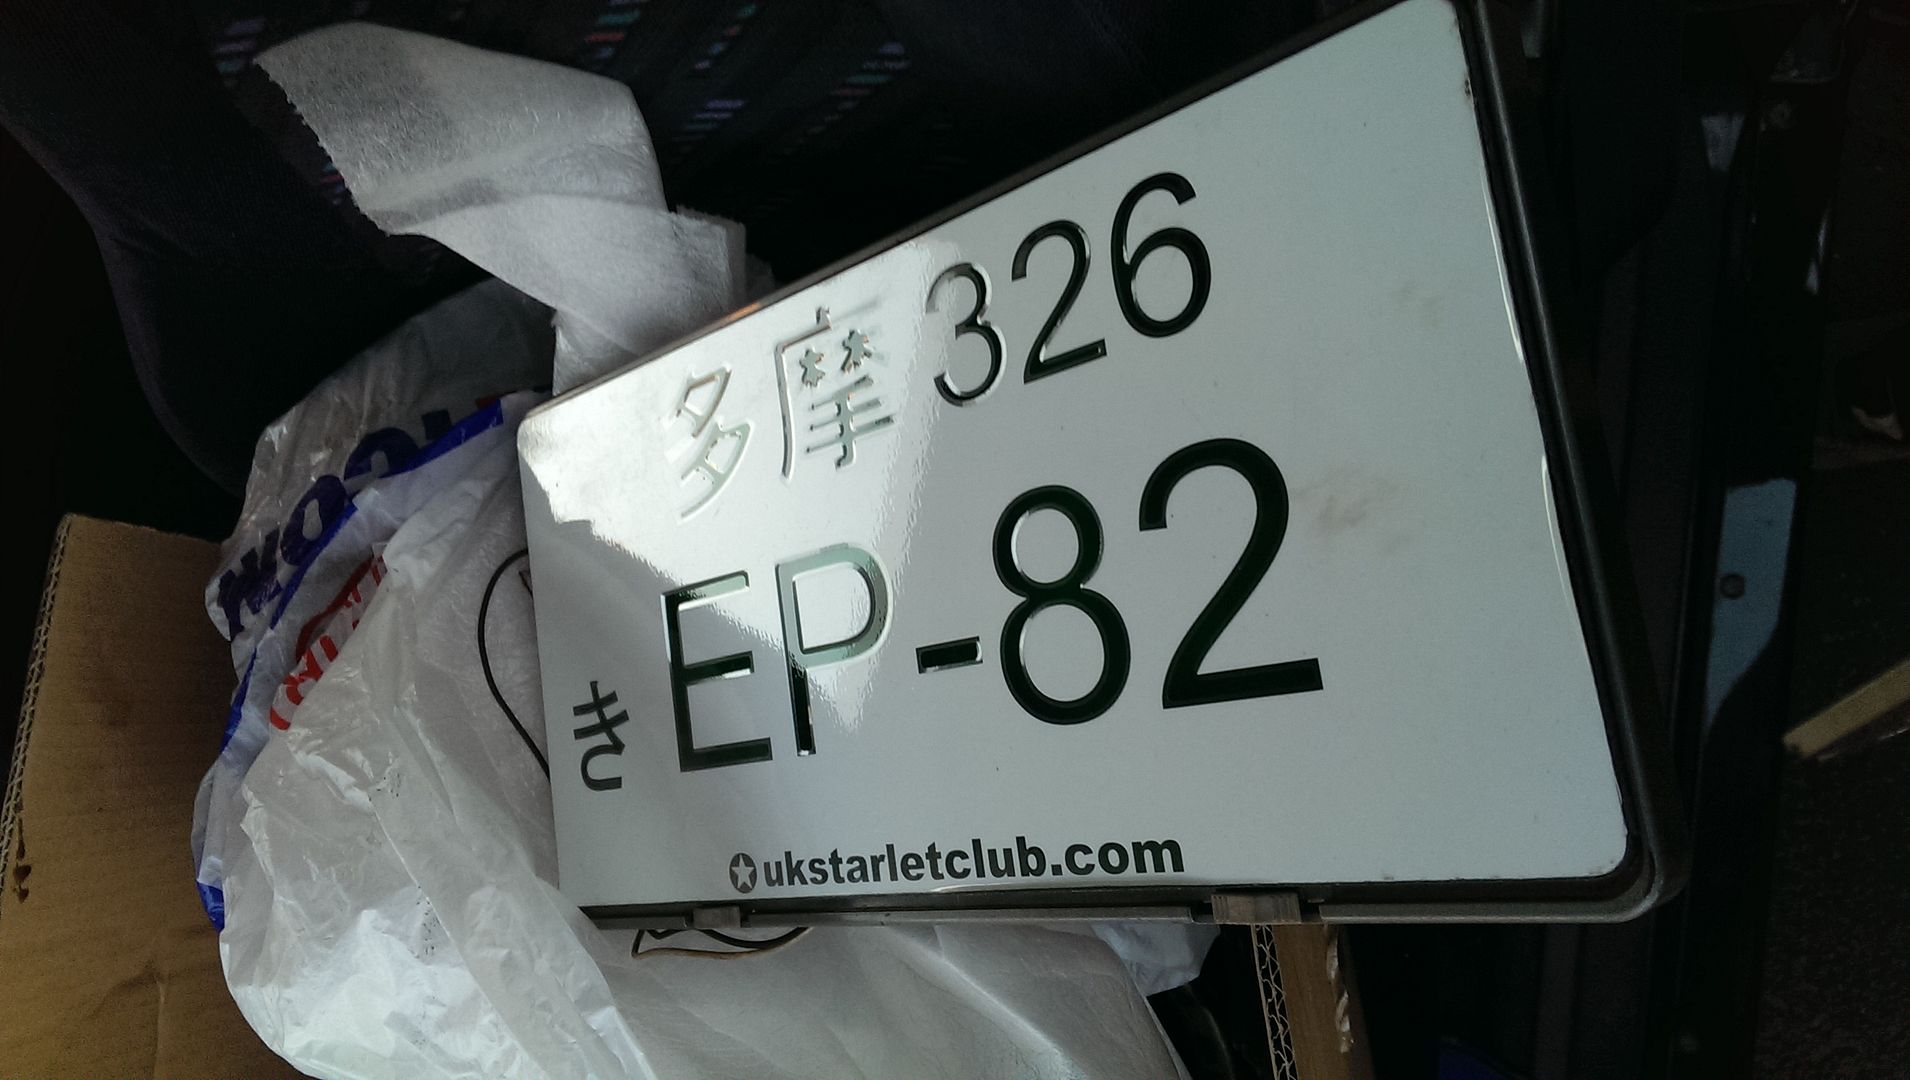 多摩 326
き EP-82
ukstarletclub.com